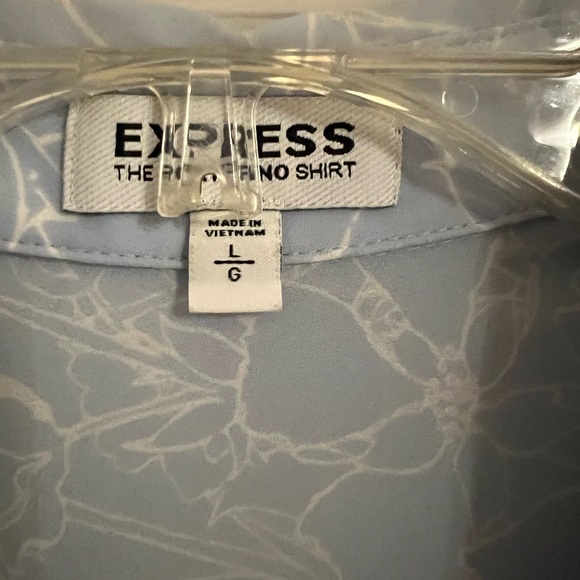 EXPRESS
THE SHIRT
MADE IN
VIETNAM
L
G